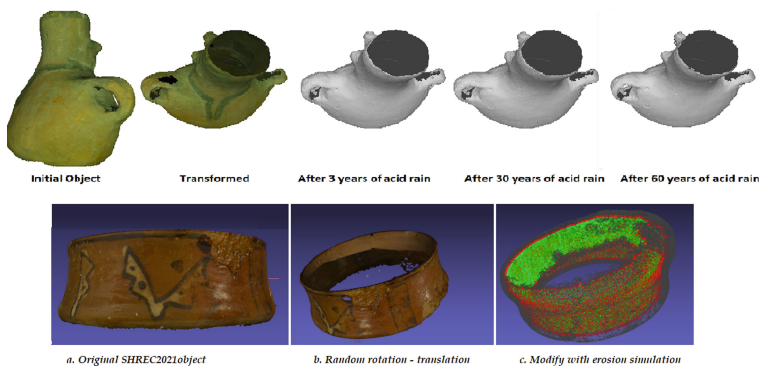 Initial Object
Transformed
After 3 years of acid rain
After 30 years of acid rain
After 60 years of acid rain
a. Original SHREC2021object
b. Random rotation - translation
c. Modify with erosion simulation